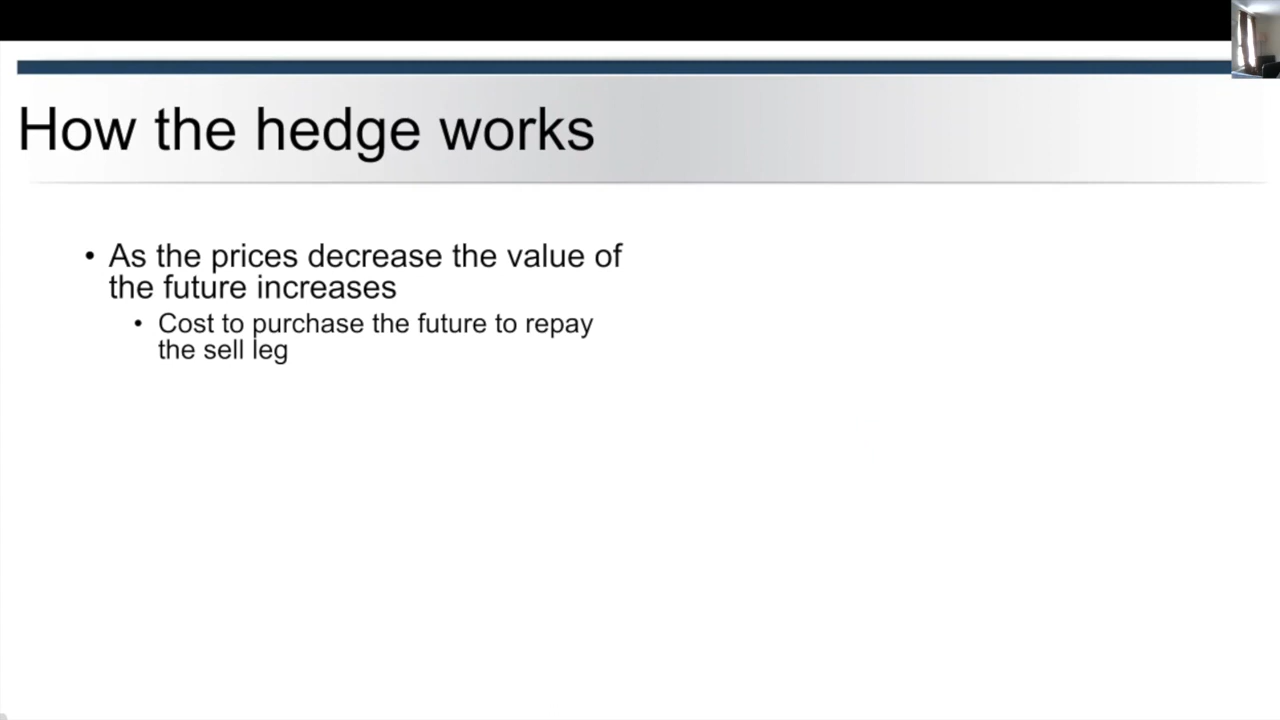 How the hedge works
• As the prices decrease the value of
the future increases
• Cost to purchase the future to repay
the sell leg